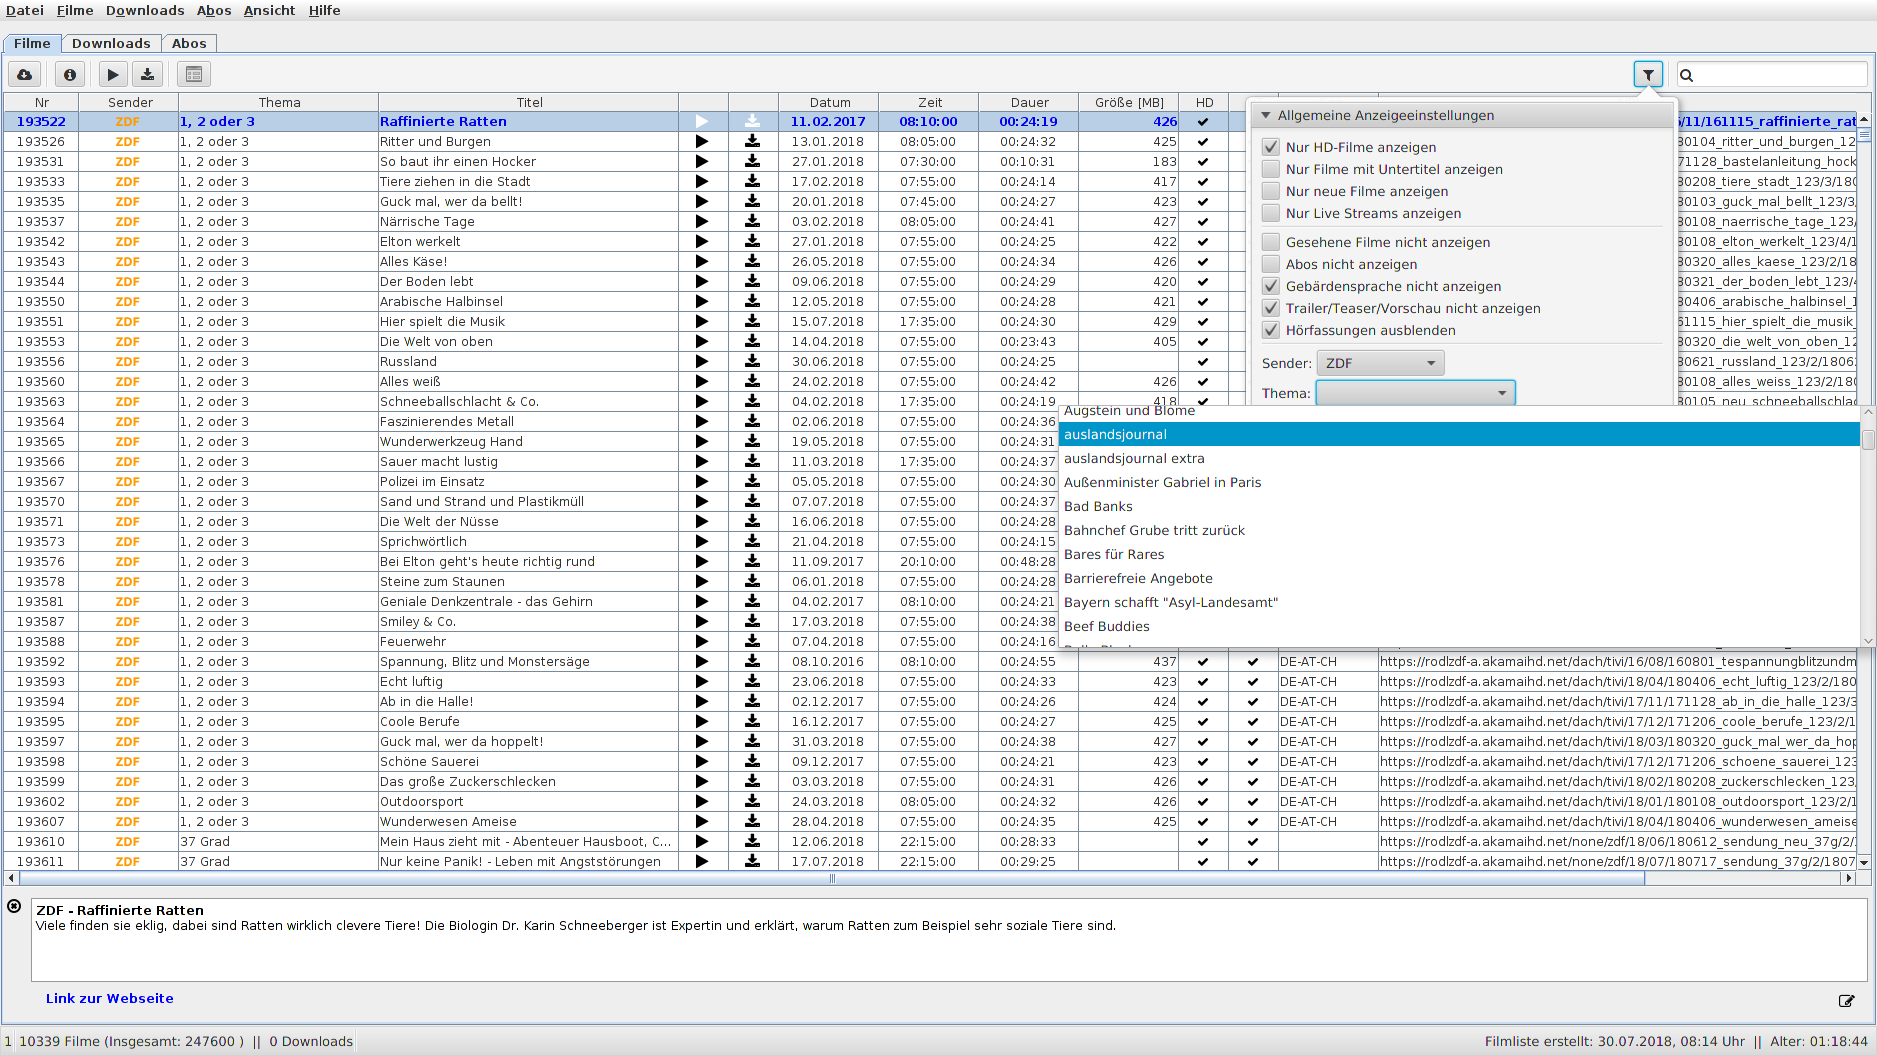 Datei Filme Downloads Abos Ansicht Hilfe
Filme Downloads Abos
Nr Sender Thema Titel Datum Zeit Dauer Größe [MB] HD
193522 ZDF 1, 2 oder 3 Raffinierte Ratten 11.02.2017 08:10:00 00:24:19 426
193526 ZDF 1, 2 oder 3 Ritter und Burgen 13.01.2018 08:05:00 00:24:32 425
193531 ZDF 1, 2 oder 3 So baut ihr einen Hocker 27.01.2018 07:30:00 00:10:31 183
193533 ZDF 1, 2 oder 3 Tiere ziehen in die Stadt 17.02.2018 07:55:00 00:24:14 417
193535 ZDF 1, 2 oder 3 Guck mal, wer da bellt! 20.01.2018 07:45:00 00:24:27 423
193537 ZDF 1, 2 oder 3 Närrische Tage 03.02.2018 08:05:00 00:24:41 427
193542 ZDF 1, 2 oder 3 Elton werkelt 27.01.2018 07:55:00 00:24:25 422
193543 ZDF 1, 2 oder 3 Alles Käse! 26.05.2018 07:55:00 00:24:34 426
193544 ZDF 1, 2 oder 3 Der Boden lebt 09.06.2018 07:55:00 00:24:29 420
193550 ZDF 1, 2 oder 3 Arabische Halbinsel 12.05.2018 07:55:00 00:24:28 421
193551 ZDF 1, 2 oder 3 Hier spielt die Musik 15.07.2018 17:35:00 00:24:30 429
193553 ZDF 1, 2 oder 3 Die Welt von oben 14.04.2018 07:55:00 00:23:43 405
193556 ZDF 1, 2 oder 3 Russland 30.06.2018 07:55:00 00:24:25
193560 ZDF 1, 2 oder 3 Alles weiß 24.02.2018 07:55:00 00:24:42 426
193563 ZDF 1, 2 oder 3 Schneeballschlacht & Co. 04.02.2018 17:35:00 00:24:19 418
193564 ZDF 1, 2 oder 3 Faszinierendes Metall 02.06.2018 07:55:00 00:24:36
193565 ZDF 1, 2 oder 3 Wunderwerkzeug Hand 19.05.2018 07:55:00 00:24:31
193566 ZDF 1, 2 oder 3 Sauer macht lustig 11.03.2018 17:35:00 00:24:37
193567 ZDF 1, 2 oder 3 Polizei im Einsatz 05.05.2018 07:55:00 00:24:30
193570 ZDF 1, 2 oder 3 Sand und Strand und Plastikmüll 07.07.2018 07:55:00 00:24:37
193571 ZDF 1, 2 oder 3 Die Welt der Nüsse 16.06.2018 07:55:00 00:24:28
193573 ZDF 1, 2 oder 3 Sprichwörtlich 21.04.2018 07:55:00 00:24:15
193576 ZDF 1, 2 oder 3 Bei Elton geht's heute richtig rund 11.09.2017 20:10:00 00:48:28
193578 ZDF 1, 2 oder 3 Steine zum Staunen 06.01.2018 07:55:00 00:24:28
193581 ZDF 1, 2 oder 3 Geniale Denkzentrale - das Gehirn 04.02.2017 08:10:00 00:24:21
193587 ZDF 1, 2 oder 3 Smiley & Co. 17.03.2018 07:55:00 00:24:38
193588 ZDF 1, 2 oder 3 Feuerwehr 07.04.2018 07:55:00 00:24:16
193592 ZDF 1, 2 oder 3 Spannung, Blitz und Monstersäge 08.10.2016 08:10:00 00:24:55 437 DE-AT-CH https://rodlzdf-a.akamaihd.net/dach/tivi/16/08/160801_tespannungblitzundm
193593 ZDF 1, 2 oder 3 Echt luftig 23.06.2018 07:55:00 00:24:33 423 DE-AT-CH https://rodlzdf-a.akamaihd.net/dach/tivi/18/04/180406_echt_luftig_123/2/180
193594 ZDF 1, 2 oder 3 Ab in die Halle! 02.12.2017 07:55:00 00:24:26 424 DE-AT-CH https://rodlzdf-a.akamaihd.net/dach/tivi/17/11/171128_ab_in_die_halle_123/3
193595 ZDF 1, 2 oder 3 Coole Berufe 16.12.2017 07:55:00 00:24:27 425 DE-AT-CH https://rodlzdf-a.akamaihd.net/dach/tivi/17/12/171206_coole_berufe_123/2/1
193597 ZDF 1, 2 oder 3 Guck mal, wer da hoppelt! 31.03.2018 07:55:00 00:24:38 427 DE-AT-CH https://rodlzdf-a.akamaihd.net/dach/tivi/18/03/180320_guck_mal_wer_da_hop
193598 ZDF 1, 2 oder 3 Schöne Sauerei 09.12.2017 07:55:00 00:24:21 423 DE-AT-CH https://rodlzdf-a.akamaihd.net/dach/tivi/17/12/171206_schoene_sauerei_123
193599 ZDF 1, 2 oder 3 Das große Zuckerschlecken 03.03.2018 07:55:00 00:24:31 426 DE-AT-CH https://rodlzdf-a.akamaihd.net/dach/tivi/18/02/180208_zuckerschlecken_123/
193602 ZDF 1, 2 oder 3 Outdoorsport 24.03.2018 08:05:00 00:24:32 426 DE-AT-CH https://rodlzdf-a.akamaihd.net/dach/tivi/18/01/180108_outdoorsport_123/2/1
193607 ZDF 1, 2 oder 3 Wunderwesen Ameise 28.04.2018 07:55:00 00:24:35 425 DE-AT-CH https://rodlzdf-a.akamaihd.net/dach/tivi/18/04/180406_wunderwesen_ameise
193610 ZDF 37 Grad Mein Haus zieht mit - Abenteuer Hausboot, C... 12.06.2018 22:15:00 00:28:33 https://rodlzdf-a.akamaihd.net/none/zdf/18/06/180612_sendung_neu_37g/2/
193611 ZDF 37 Grad Nur keine Panik! - Leben mit Angststörungen 17.07.2018 22:15:00 00:29:25 https://rodlzdf-a.akamaihd.net/none/zdf/18/07/180717_sendung_37g/2/1807
Allgemeine Anzeigeeinstellungen
Nur HD-Filme anzeigen
Nur Filme mit Untertitel anzeigen
Nur neue Filme anzeigen
Nur Live Streams anzeigen
Gesehene Filme nicht anzeigen
Abos nicht anzeigen
Gebärdensprache nicht anzeigen
Trailer/Teaser/Vorschau nicht anzeigen
Hörfassungen ausblenden
Sender: ZDF
Thema:
Augstein und Blome
auslandsjournal
auslandsjournal extra
Außenminister Gabriel in Paris
Bad Banks
Bahnchef Grube tritt zurück
Bares für Rares
Barrierefreie Angebote
Bayern schafft "Asyl-Landesamt"
Beef Buddies
/11/161115_raffinierte_rat
80104_ritter_und_burgen_12
71128_bastelanleitung_hock
80208_tiere_stadt_123/3/180
80103_guck_mal_bellt_123/3/
80108_naerrische_tage_123/
80108_elton_werkelt_123/4/1
80320_alles_kaese_123/2/18
80321_der_boden_lebt_123/4/
80406_arabische_halbinsel_1
61115_hier_spielt_die_musik_
80320_die_welt_von_oben_12
80621_russland_123/2/1806
80108_alles_weiss_123/2/180
80105_neu_schneeballschlac
ZDF - Raffinierte Ratten
Viele finden sie eklig, dabei sind Ratten wirklich clevere Tiere! Die Biologin Dr. Karin Schneeberger ist Expertin und erklärt, warum Ratten zum Beispiel sehr soziale Tiere sind.
Link zur Webseite
1 10339 Filme (Insgesamt: 247600 ) || 0 Downloads
Filmliste erstellt: 30.07.2018, 08:14 Uhr || Alter: 01:18:44